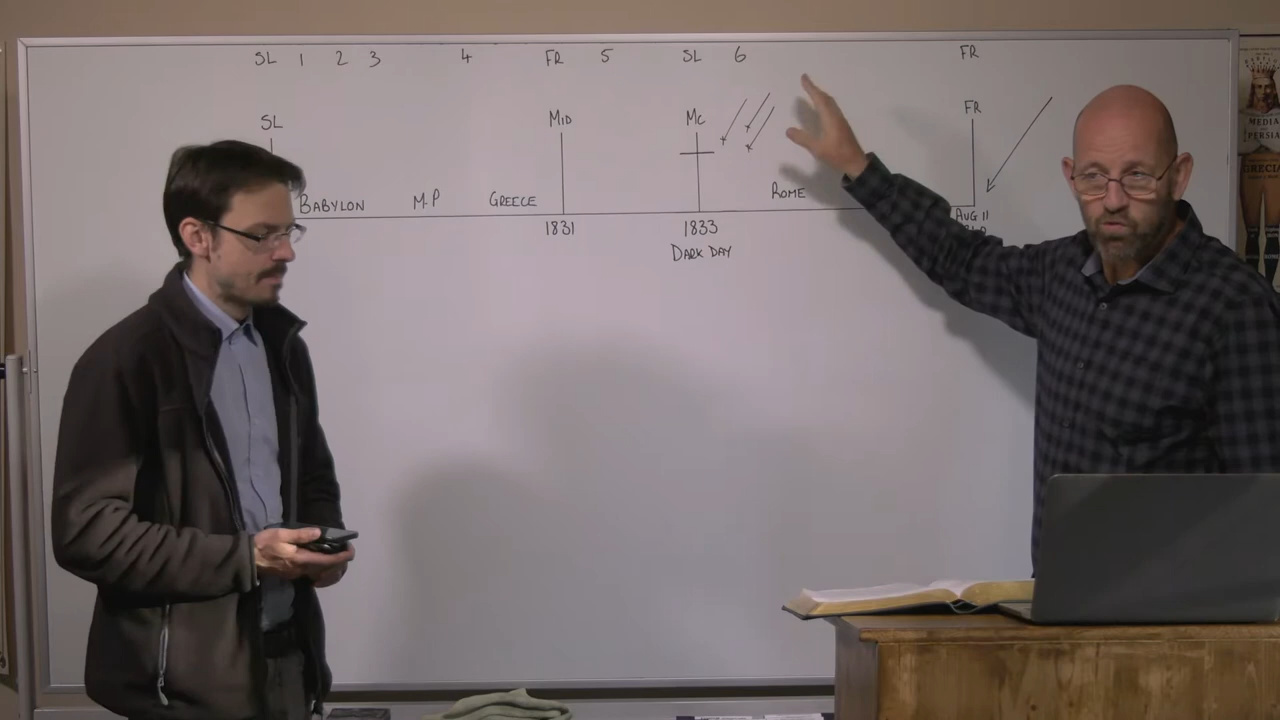 SL 1 2 3 4 FR 5 SL 6 FR
SL MID MC FR
BABYLON M.P GREECE ROME
1831 1833 AUG 11
DARK DAY
MEDIA
PERSIA